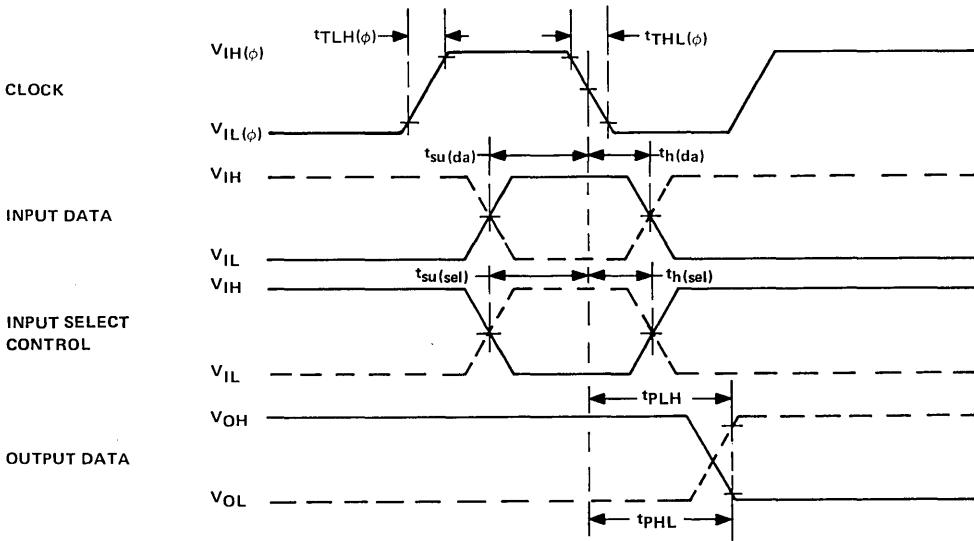 tTLH(ϕ)
tTHL(ϕ)
VIH(ϕ)
CLOCK
VIL(ϕ)
tsu(da)
th(da)
VIH
INPUT DATA
VIL
tsu(sel)
th(sel)
VIH
INPUT SELECT
CONTROL
VIL
tPLH
VOH
OUTPUT DATA
VOL
tPHL